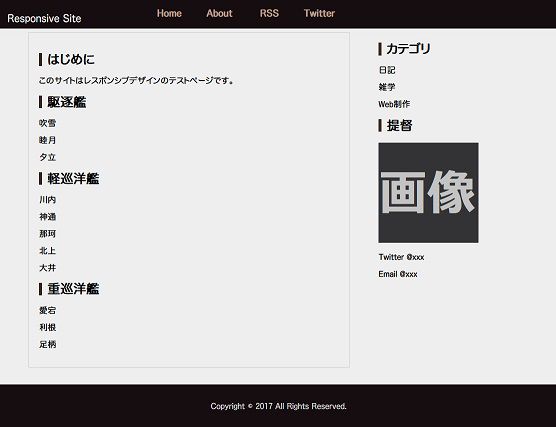 Responsive Site
Home About RSS Twitter
はじめに
このサイトはレスポンシブデザインのテストページです。
駆逐艦
吹雪
睦月
夕立
軽巡洋艦
川内
神通
那珂
北上
大井
重巡洋艦
愛宕
利根
足柄
カテゴリ
日記
雑学
Web制作
提督
画像
Twitter @xxx
Email @xxx
Copyright © 2017 All Rights Reserved.